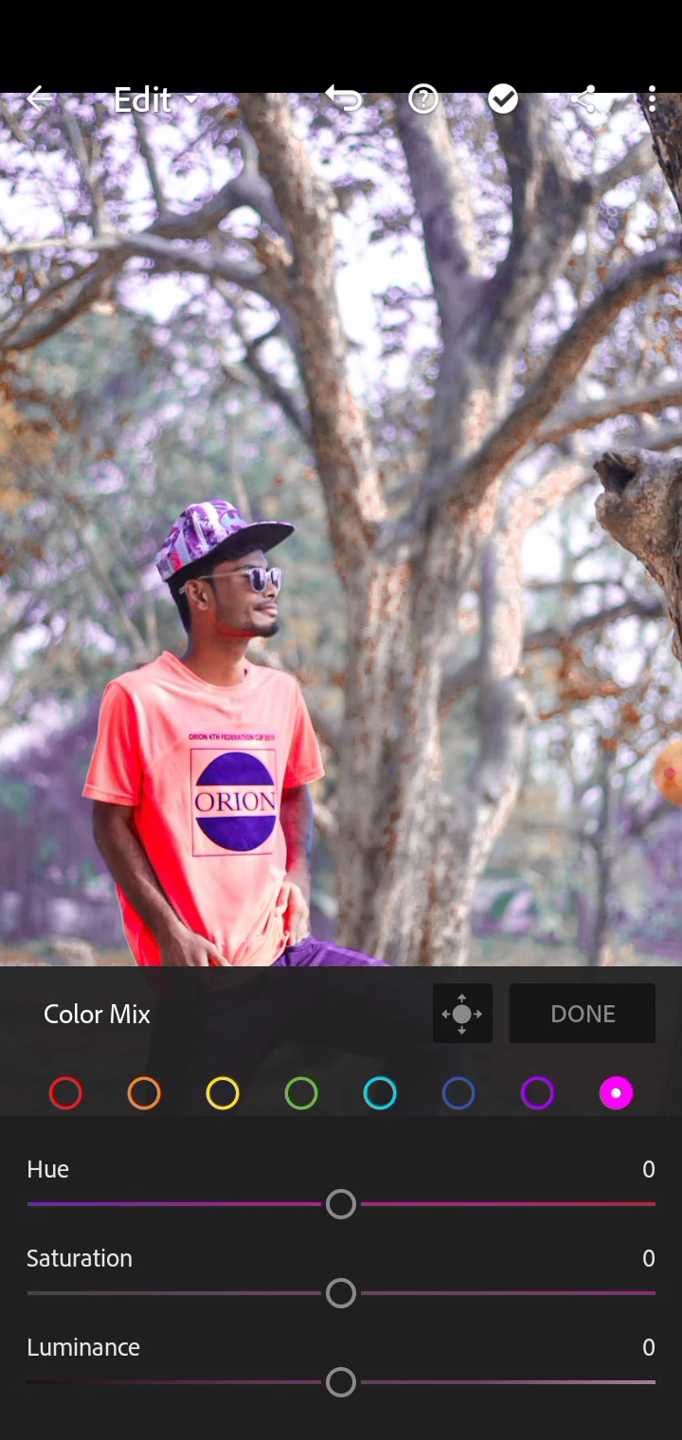 Edit
ORION 4TH FEDERATION CUP 2019
ORION
Color Mix
DONE
Hue
0
Saturation
0
Luminance
0